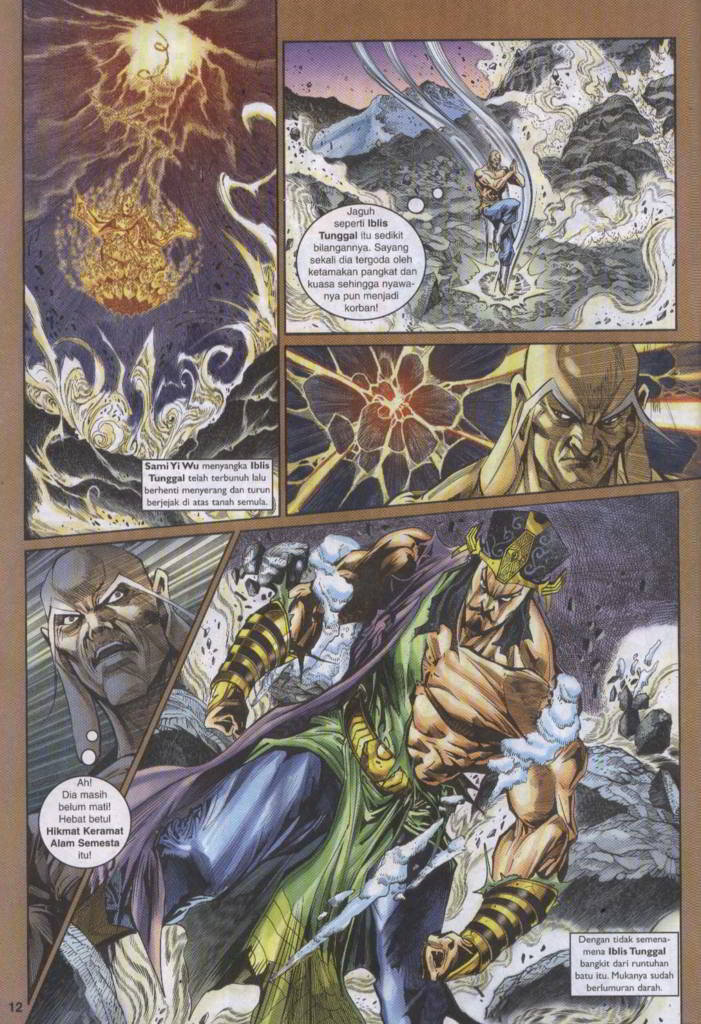 Sami Yi Wu menyangka Iblis
Tunggal telah terbunuh lalu
berhenti menyerang dan turun
berjejak di atas tanah semula.
Jaguh
seperti Iblis
Tunggal itu sedikit
bilangannya. Sayang
sekali dia tergoda oleh
ketamakan pangkat dan
kuasa sehingga nyawa-
nya pun menjadi
korban!
Ah!
Dia masih
belum mati!
Hebat betul
Hikmat Keramat
Alam Semesta
itu!
Dengan tidak semena-
mena Iblis Tunggal
bangkit dari runtuhan
batu itu. Mukanya sudah
berlumuran darah.
12